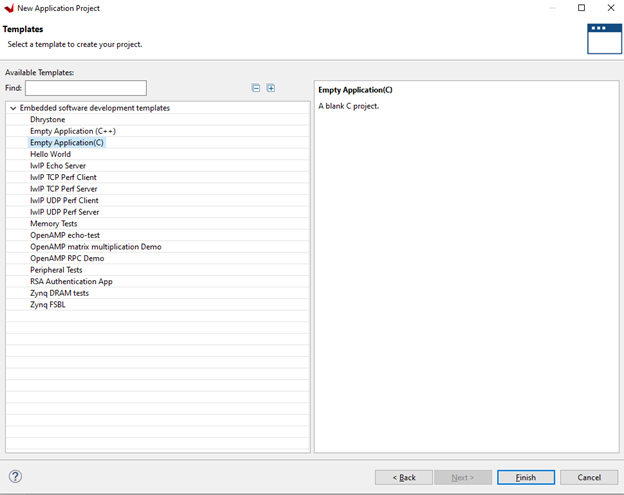 New Application Project
Templates
Select a template to create your project.
Available Templates:
Find:
Embedded software development templates
Dhrystone
Empty Application (C++)
Empty Application(C)
Hello World
lwIP Echo Server
lwIP TCP Perf Client
lwIP TCP Perf Server
lwIP UDP Perf Client
lwIP UDP Perf Server
Memory Tests
OpenAMP echo-test
OpenAMP matrix multiplication Demo
OpenAMP RPC Demo
Peripheral Tests
RSA Authentication App
Zynq DRAM tests
Zynq FSBL
Empty Application(C)
A blank C project.
? < Back Next > Finish Cancel